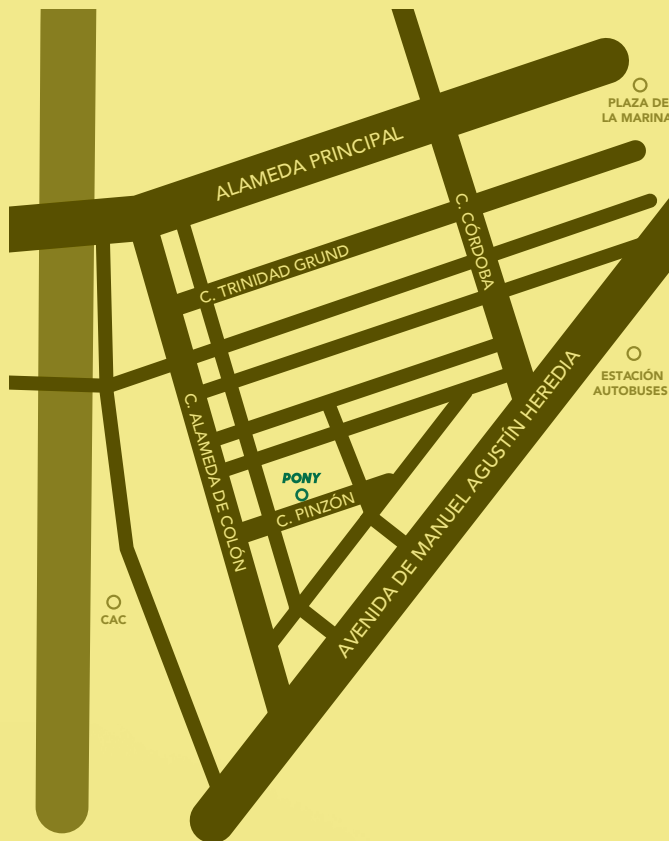 PLAZA DE
LA MARINA
ALAMEDA PRINCIPAL
C. CÓRDOBA
C. TRINIDAD GRUND
ESTACIÓN
AUTOBUSES
C. ALAMEDA DE COLÓN
AVENIDA DE MANUEL AGUSTÍN HEREDIA
PONY
C. PINZÓN
CAC